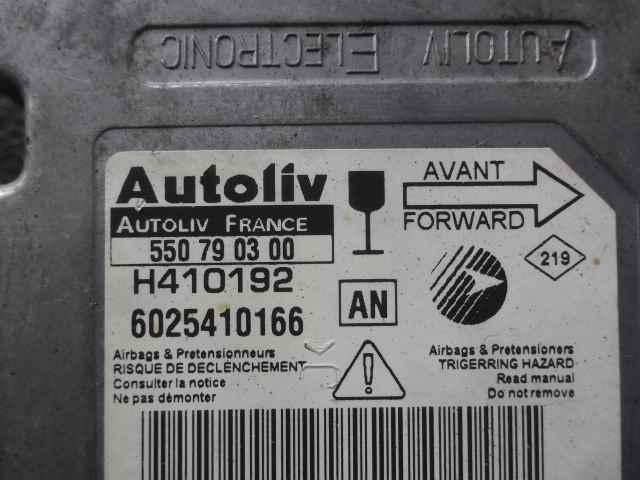 AUTOLIV ELECTRONIC
Autoliv
AUTOLIV FRANCE
550 79 03 00
H410192
6025410166
AVANT
FORWARD
219
AN
Airbags & Pretensionneurs
RISQUE DE DECLENCHEMENT
Consulter la notice
Ne pas démonter
Airbags & Pretensioners
TRIGERRING HAZARD
Read manual
Do not remove